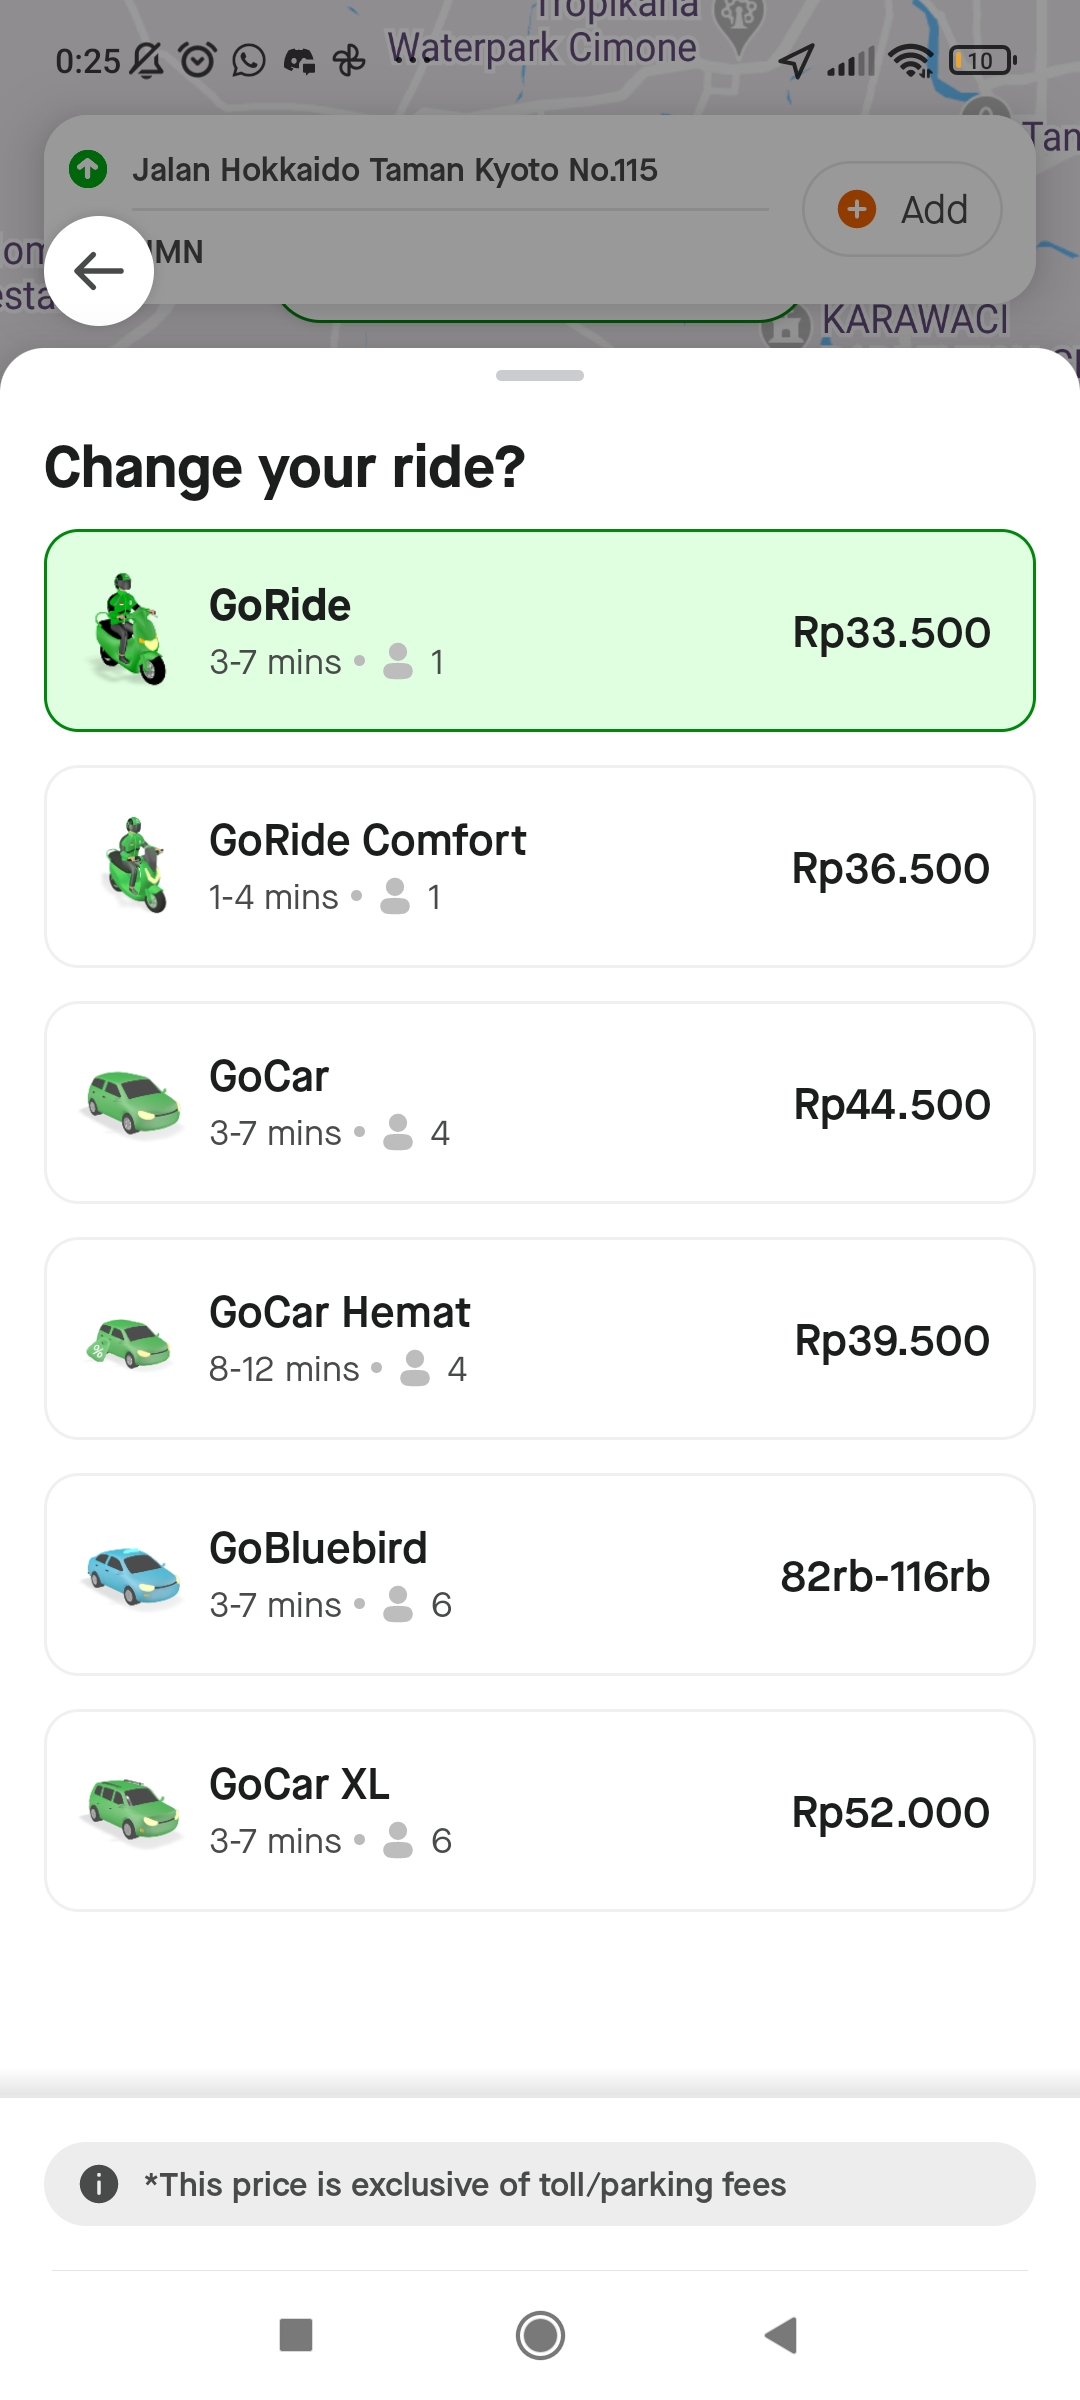 Waterpark Cimone
0:25
10
Tan
Jalan Hokkaido Taman Kyoto No.115
Add
MN
KARAWACI
Change your ride?
GoRide
3-7 mins • 1
Rp33.500
GoRide Comfort
1-4 mins • 1
Rp36.500
GoCar
3-7 mins • 4
Rp44.500
GoCar Hemat
%
8-12 mins • 4
Rp39.500
GoBluebird
3-7 mins • 6
82rb-116rb
GoCar XL
3-7 mins • 6
Rp52.000
*This price is exclusive of toll/parking fees